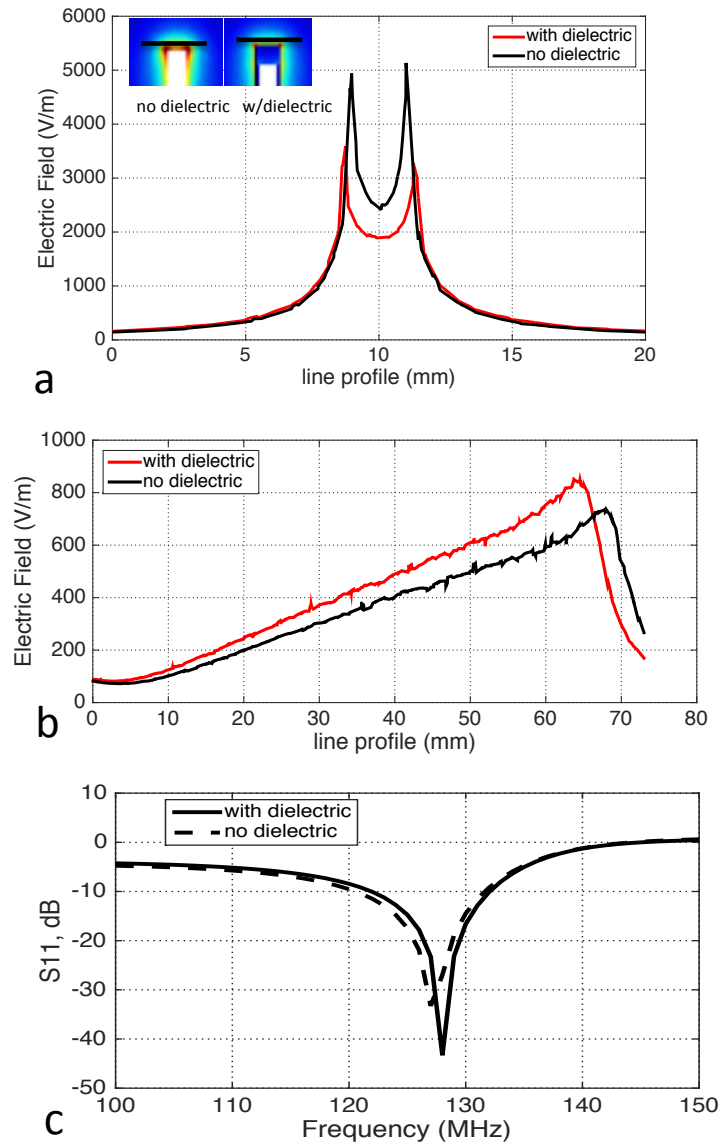 6000
5000
4000
3000
2000
1000
0
Electric Field (V/m)
no dielectric
w/dielectric
with dielectric
no dielectric
0 5 10 15 20
line profile (mm)
a
1000
800
600
400
200
0
Electric Field (V/m)
with dielectric
no dielectric
0 10 20 30 40 50 60 70 80
line profile (mm)
b
10
0
-10
-20
-30
-40
-50
S11, dB
with dielectric
no dielectric
100 110 120 130 140 150
Frequency (MHz)
c